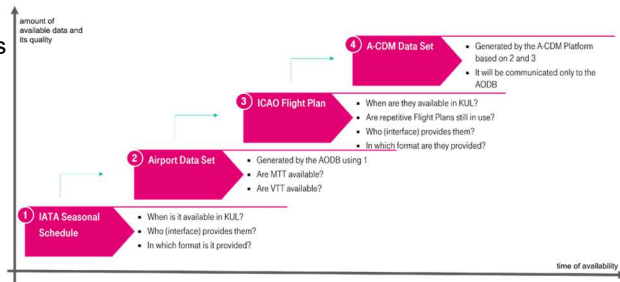 amount of
available data and
its quality
s
4 A-CDM Data Set
• Generated by the A-CDM Platform
based on 2 and 3
• It will be communicated only to the
AODB
3 ICAO Flight Plan
• When are they available in KUL?
• Are repetitive Flight Plans still in use?
• Who (interface) provides them?
• In which format are they provided?
2 Airport Data Set
• Generated by the AODB using 1
• Are MTT available?
• Are VTT available?
1 IATA Seasonal
Schedule
• When is it available in KUL?
• Who (interface) provides them?
• In which format is it provided?
time of availability